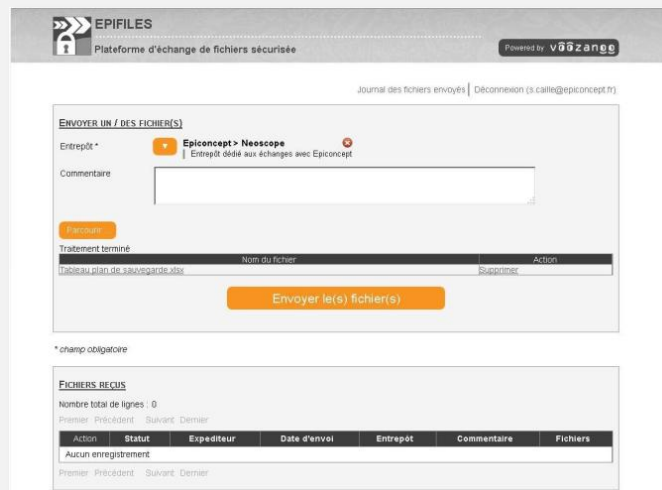 EPIFILES
Plateforme d'échange de fichiers sécurisée
Powered by voozanoo
Journal des fichiers envoyés | Déconnexion (s.caille@epiconcept.fr)
ENVOYER UN / DES FICHIER(S)
Entrepôt *
Epiconcept > Neoscope
Entrepôt dédié aux échanges avec Epiconcept
Commentaire
Parcourir...
Traitement terminé
Nom du fichier Action
Tableau plan de sauvegarde.xlsx Supprimer
Envoyer le(s) fichier(s)
* champ obligatoire
FICHIERS REÇUS
Nombre total de lignes : 0
Premier Précédent Suivant Dernier
Action Statut Expediteur Date d'envoi Entrepôt Commentaire Fichiers
Aucun enregistrement
Premier Précédent Suivant Dernier